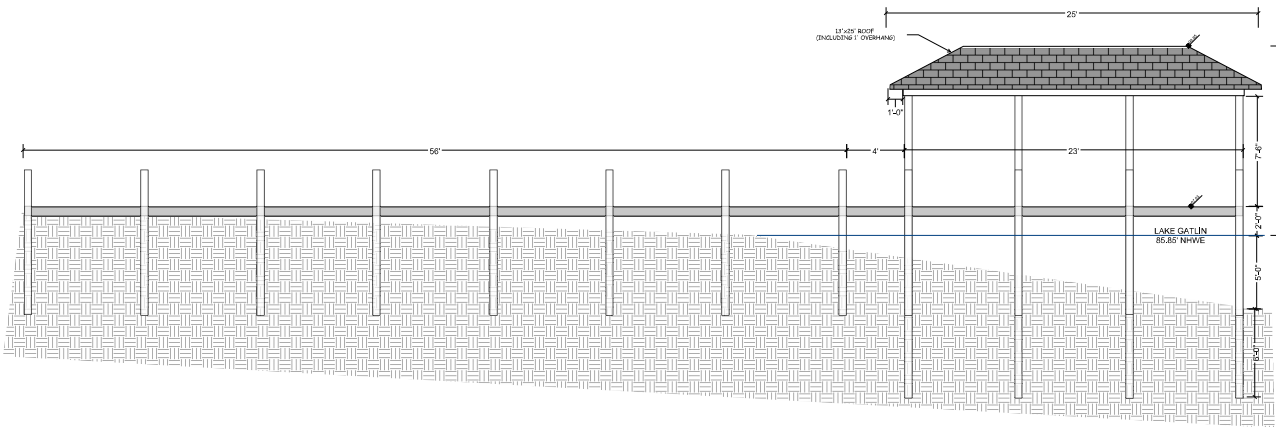 25'
13'x25' ROOF
(INCLUDING 1' OVERHANG)
1'-0"
56'
4'
23'
7'-6"
2'-0"
LAKE GATLIN
85.85' NHWE
5'-0"
6'-0"